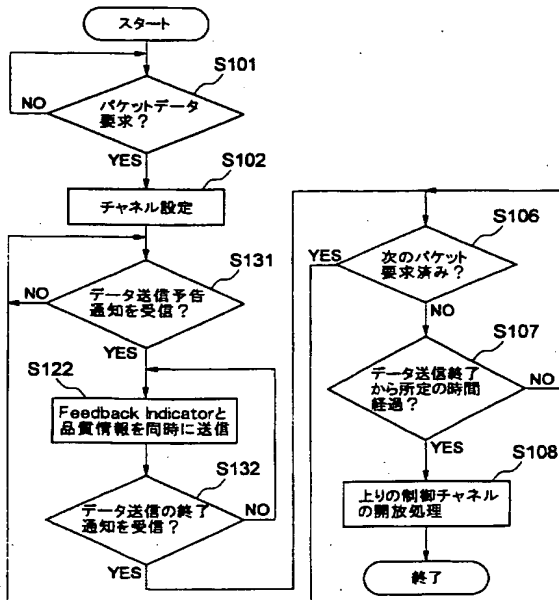 スタート
S101
パケットデータ
要求?
NO
YES
S102
チャネル設定
S131
データ送信予告
通知を受信?
NO
YES
S122
Feedback Indicatorと
品質情報を同時に送信
S132
データ送信の終了
通知を受信?
NO
YES
S106
次のパケット
要求済み?
YES
NO
S107
データ送信終了
から所定の時間
経過?
NO
YES
S108
上りの制御チャネル
の開放処理
終了